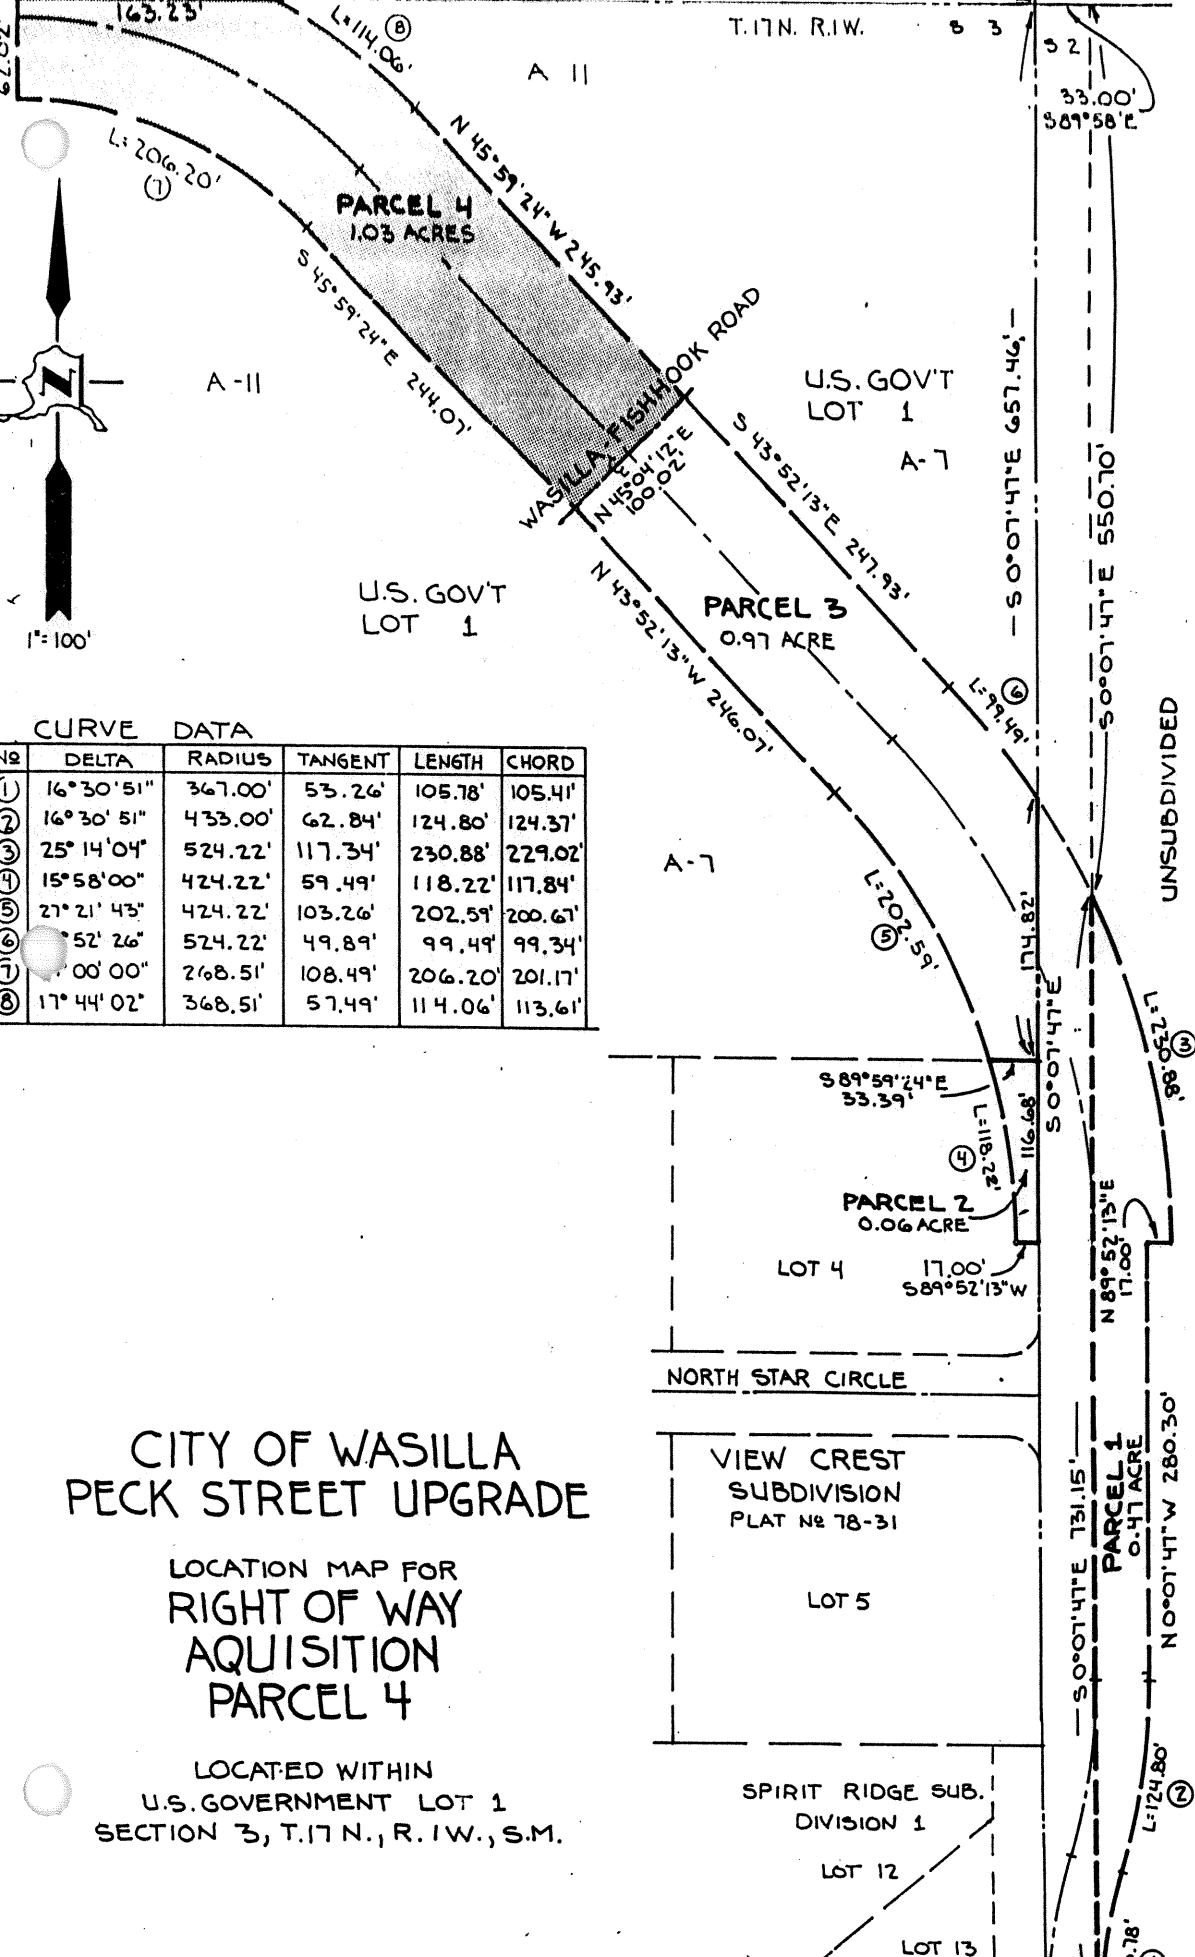 163.23'
L=114.06'
8
T.17N. R.1W.
S 3
S 2
A 11
33.00'
S89°58'E
62.02'
L=206.20'
7
N 45°59'24"W 245.93'
PARCEL 4
1.03 ACRES
S 45°59'24"E 244.07'
A-11
WASILLA-FISHHOOK ROAD
N 45°04'12"E
100.02'
U.S. GOV'T
LOT 1
A-7
S 43°52'13"E 247.93'
S 0°07'47"E 657.46'
S 0°07'47"E 550.70'
U.S. GOV'T
LOT 1
1"=100'
PARCEL 3
0.97 ACRE
N 43°52'13"W 246.07'
L=99.49'
6
UNSUBDIVIDED
CURVE DATA
Nº DELTA RADIUS TANGENT LENGTH CHORD
1 16°30'51" 367.00' 53.26' 105.78' 105.41'
2 16°30'51" 433.00' 62.84' 124.80' 124.37'
3 25°14'04" 524.22' 117.34' 230.88' 229.02'
4 15°58'00" 424.22' 59.49' 118.22' 117.84'
5 27°21'43" 424.22' 103.26' 202.59' 200.67'
6 °52'26" 524.22' 49.89' 99.49' 99.34'
7 °00'00" 268.51' 108.49' 206.20' 201.17'
8 17°44'02" 368.51' 57.49' 114.06' 113.61'
A-7
L=202.59'
5
174.82'
S 0°07'47"E
L=230.88'
3
S 89°59'24"E
33.39'
116.68'
L=118.22'
4
PARCEL 2
0.06 ACRE
LOT 4
17.00'
S89°52'13"W
N 89°52'13"E
17.00'
NORTH STAR CIRCLE
CITY OF WASILLA
PECK STREET UPGRADE
LOCATION MAP FOR
RIGHT OF WAY
AQUISITION
PARCEL 4
LOCATED WITHIN
U.S. GOVERNMENT LOT 1
SECTION 3, T.17 N., R.1W., S.M.
VIEW CREST
SUBDIVISION
PLAT Nº 78-31
LOT 5
S 0°07'47"E 731.15'
PARCEL 1
0.47 ACRE
N 0°07'47"W 280.30'
SPIRIT RIDGE SUB.
DIVISION 1
LOT 12
LOT 13
L=124.80'
2
.78'